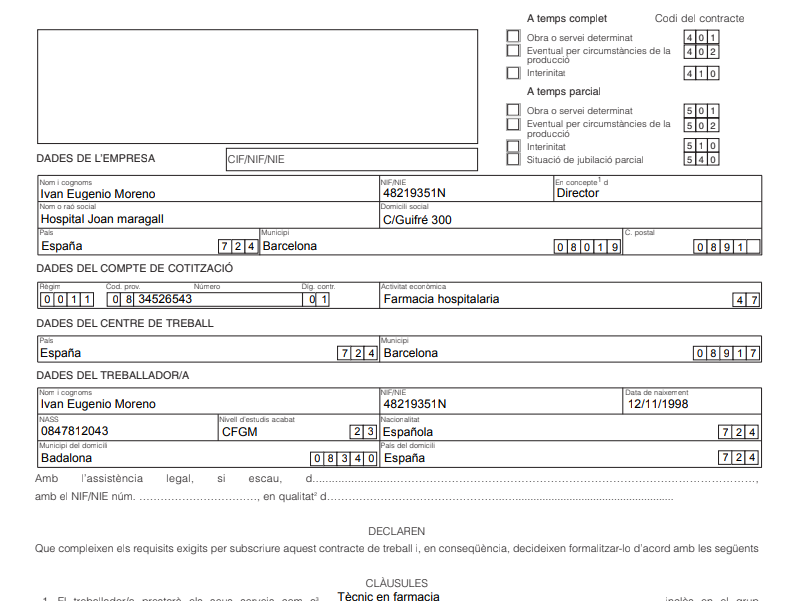 A temps complet Codi del contracte
Obra o servei determinat 4 0 1
Eventual per circumstàncies de la 4 0 2
producció
Interinitat 4 1 0
A temps parcial
Obra o servei determinat 5 0 1
Eventual per circumstàncies de la 5 0 2
producció
Interinitat 5 1 0
Situació de jubilació parcial 5 4 0
DADES DE L'EMPRESA CIF/NIF/NIE
Nom i cognoms NIF/NIE En concepte1 d
Ivan Eugenio Moreno 48219351N Director
Nom o raó social Domicili social
Hospital Joan maragall C/Guifré 300
País Municipi C. postal
España 7 2 4 Barcelona 0 8 0 1 9 0 8 9 1
DADES DEL COMPTE DE COTITZACIÓ
Règim Cod. prov. Número Díg. contr. Activitat econòmica
0 0 1 1 0 8 34526543 0 1 Farmacia hospitalaria 4 7
DADES DEL CENTRE DE TREBALL
País Municipi
España 7 2 4 Barcelona 0 8 9 1 7
DADES DEL TREBALLADOR/A
Nom i cognoms NIF/NIE Data de naixement
Ivan Eugenio Moreno 48219351N 12/11/1998
NASS Nivell d'estudis acabat Nacionalitat
0847812043 CFGM 2 3 Española 7 2 4
Municipi del domicili País del domicili
Badalona 0 8 3 4 0 España 7 2 4
Amb l'assistència legal, si escau, d..............................,
amb el NIF/NIE núm. .............................., en qualitat2 d..............................
DECLAREN
Que compleixen els requisits exigits per subscriure aquest contracte de treball i, en conseqüència, decideixen formalitzar-lo d'acord amb les següents
CLÀUSULES
1. El treballador/a prestarà els seus serveis com a3 Tècnic en farmacia inclòs en el grup